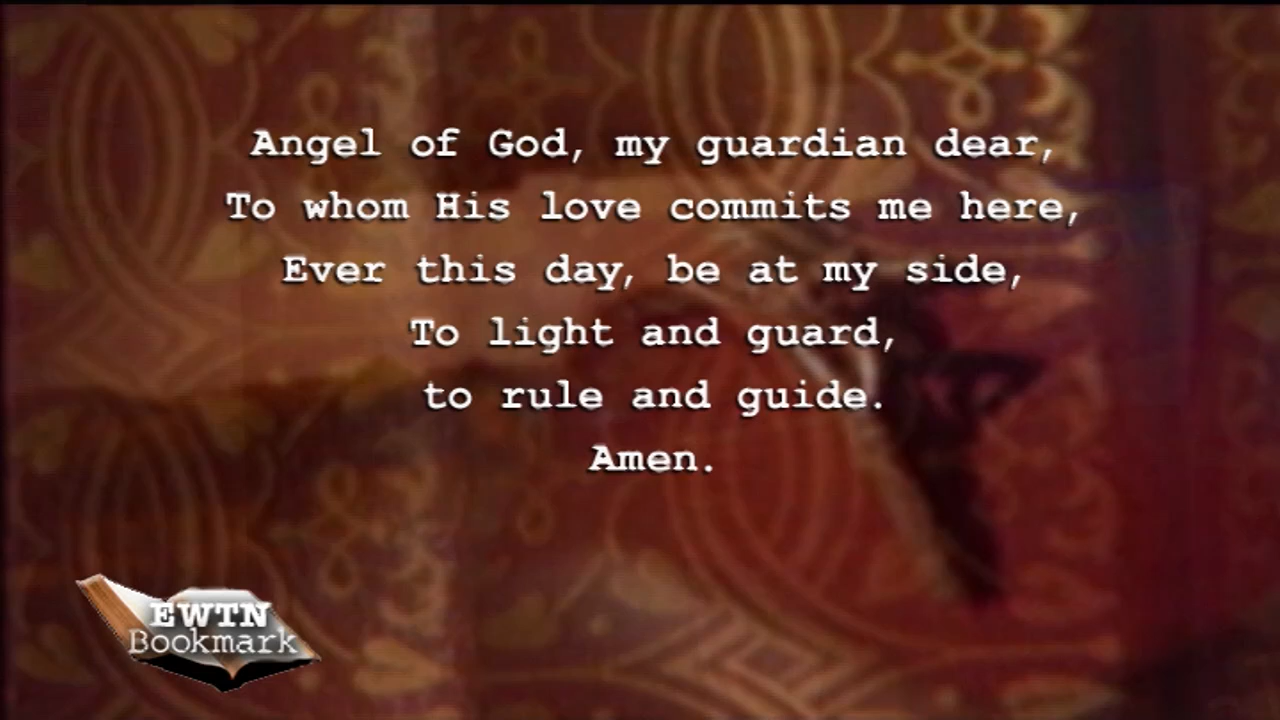 Angel of God, my guardian dear,
To whom His love commits me here,
Ever this day, be at my side,
To light and guard,
to rule and guide.
Amen.
EWTN
Bookmark